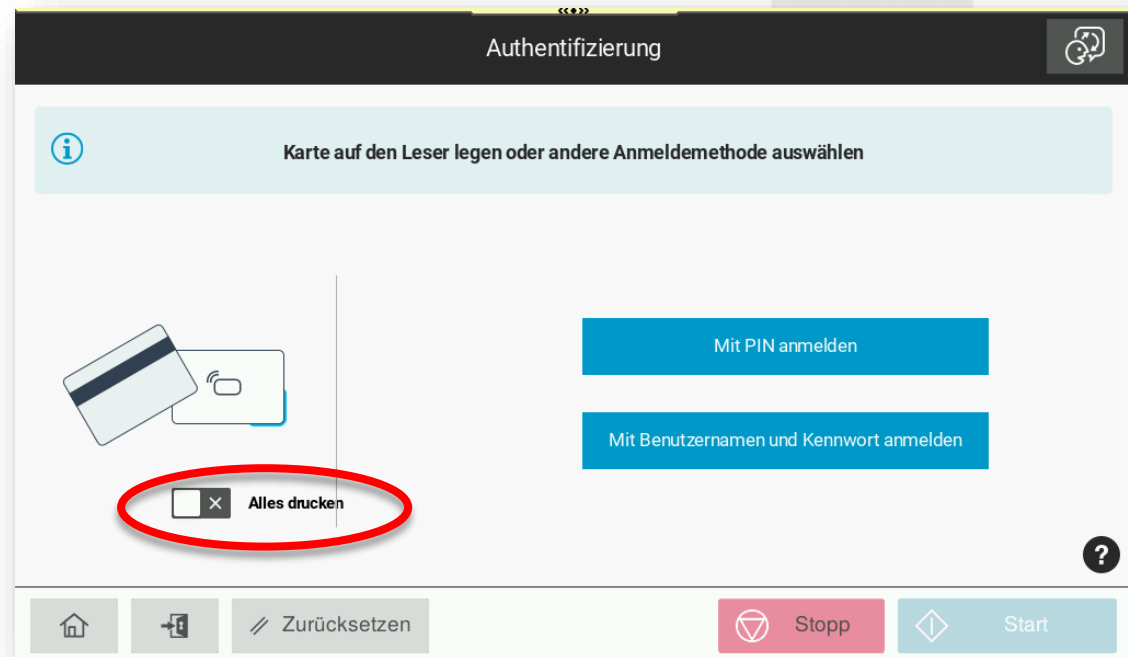 Authentifizierung
Karte auf den Leser legen oder andere Anmeldemethode auswählen
Mit PIN anmelden
Mit Benutzernamen und Kennwort anmelden
Alles drucken
?
Zurücksetzen
Stopp
Start